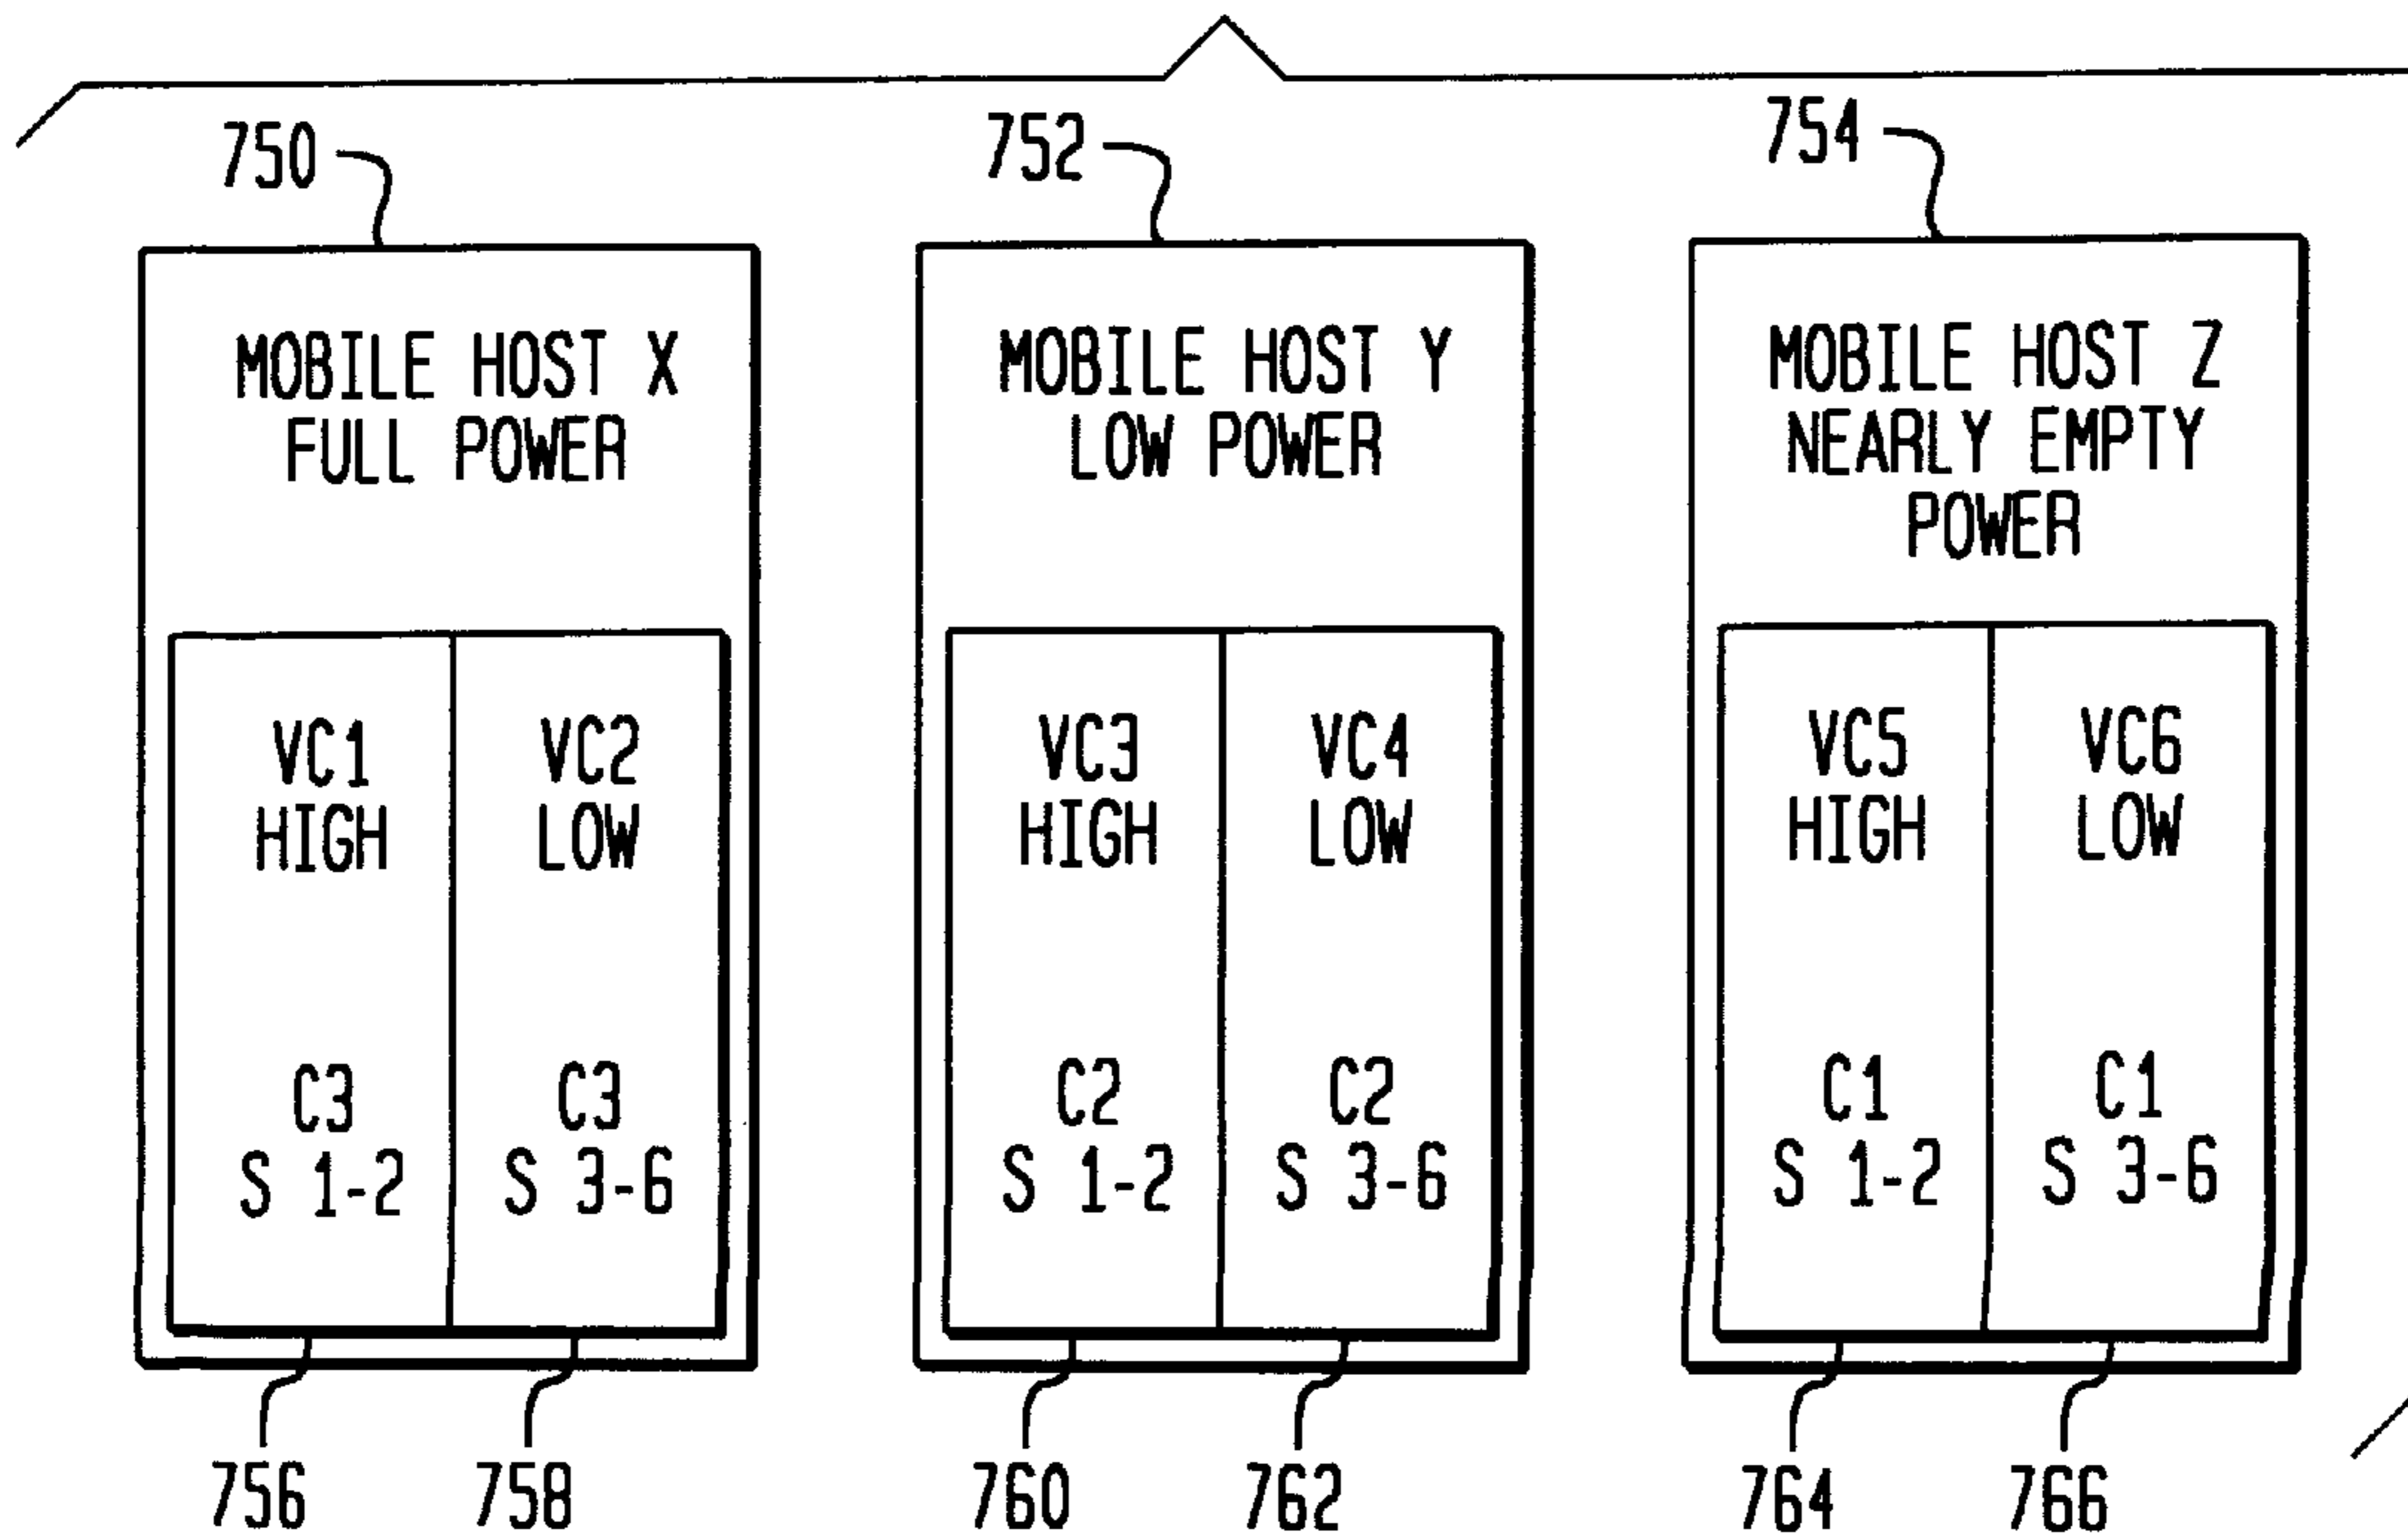 750
752
754
MOBILE HOST X
FULL POWER
MOBILE HOST Y
LOW POWER
MOBILE HOST Z
NEARLY EMPTY
POWER
VC1
HIGH
VC2
LOW
VC3
HIGH
VC4
LOW
VC5
HIGH
VC6
LOW
C3
S 1-2
C3
S 3-6
C2
S 1-2
C2
S 3-6
C1
S 1-2
C1
S 3-6
756
758
760
762
764
766